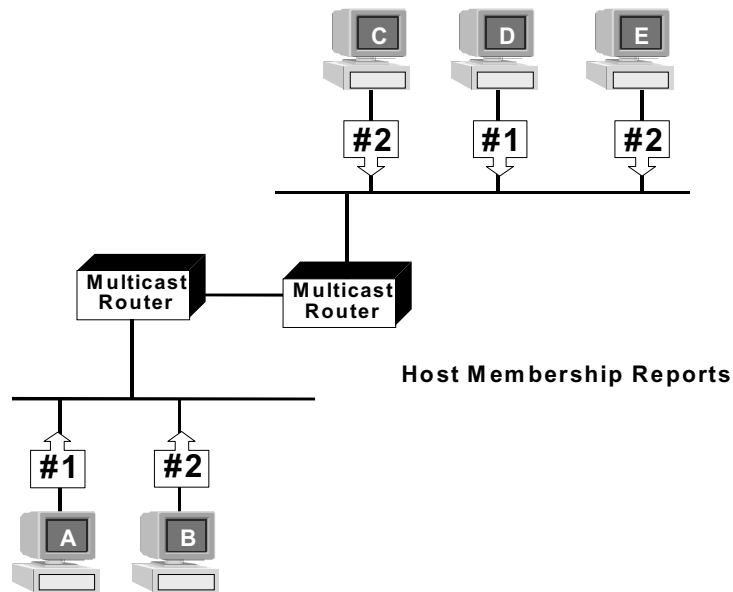 C D E
#2 #1 #2
Multicast
Router
Multicast
Router
Host Membership Reports
#1 #2
A B